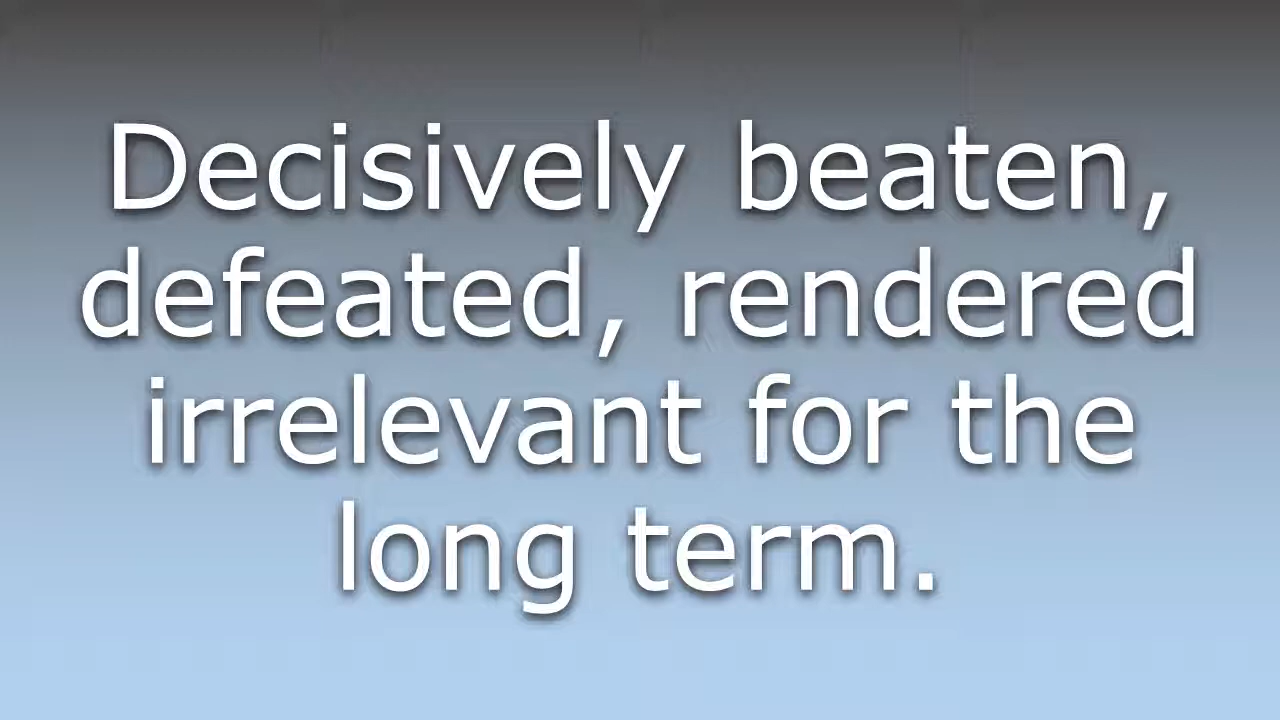 Decisively beaten,
defeated, rendered
irrelevant for the
long term.